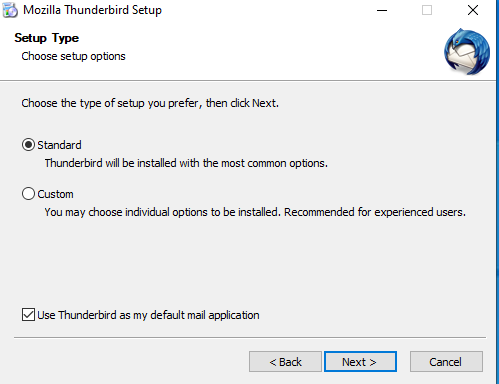 Mozilla Thunderbird Setup
Setup Type
Choose setup options
Choose the type of setup you prefer, then click Next.
Standard
Thunderbird will be installed with the most common options.
Custom
You may choose individual options to be installed. Recommended for experienced users.
Use Thunderbird as my default mail application
< Back Next > Cancel